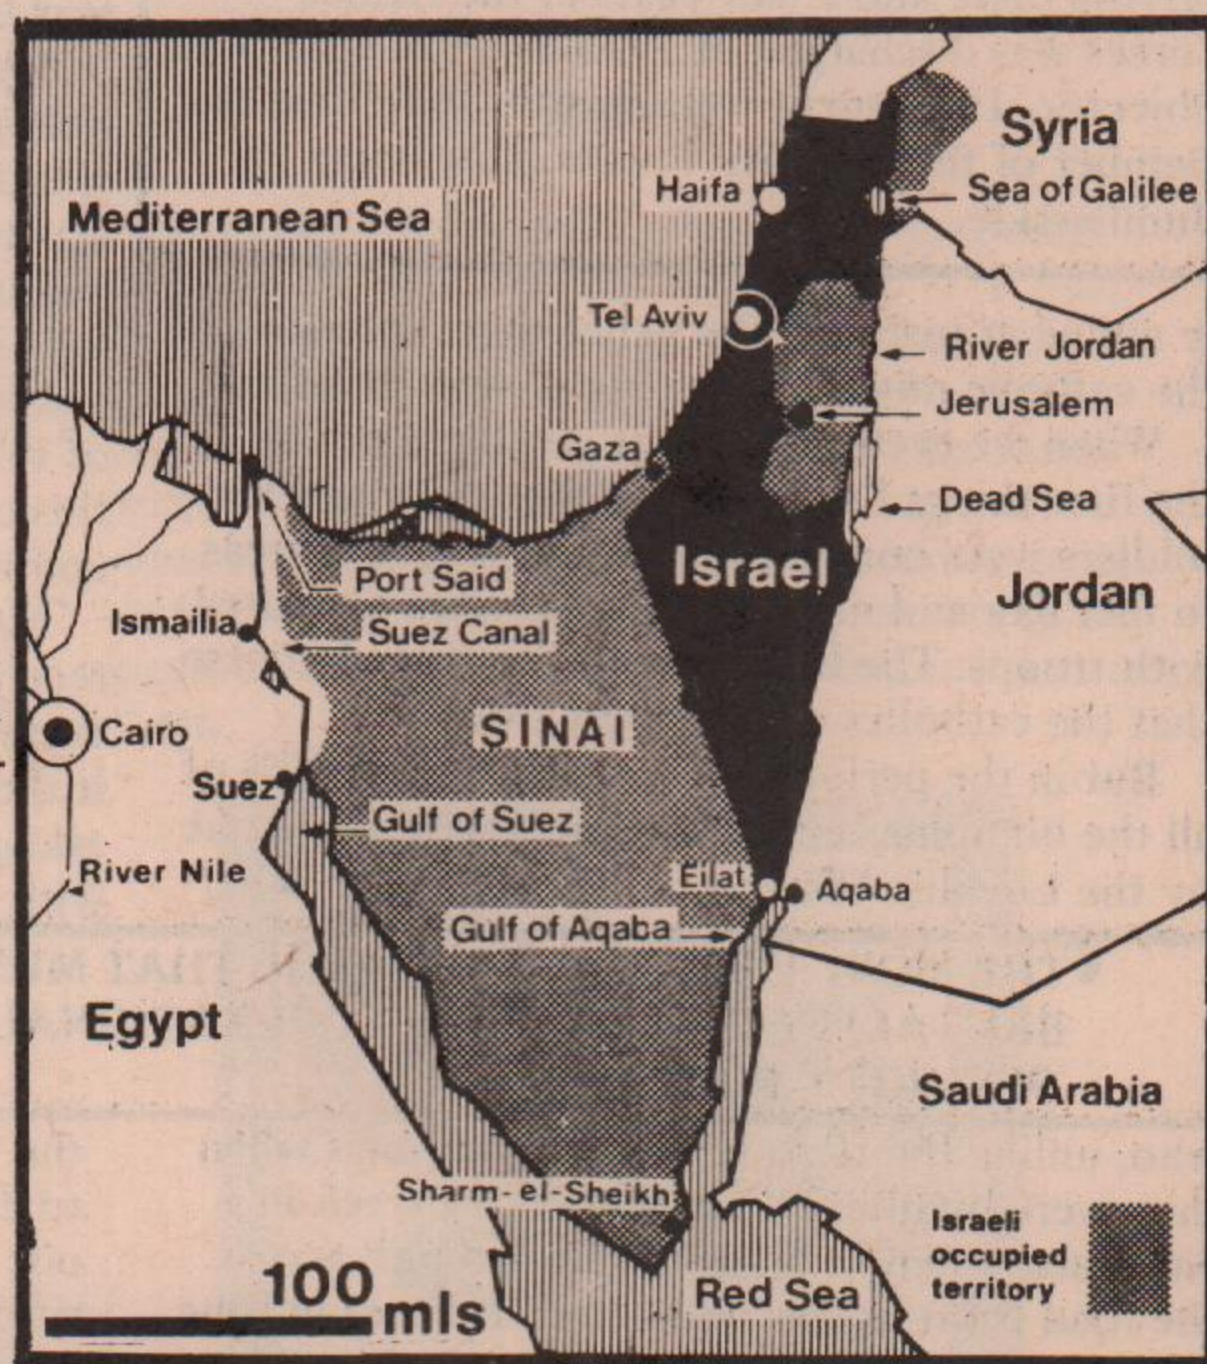 Syria
Haifa
Sea of Galilee
Mediterranean Sea
Tel Aviv
River Jordan
Jerusalem
Gaza
Dead Sea
Israel
Port Said
Jordan
Ismailia
Suez Canal
SINAI
Cairo
Suez
Gulf of Suez
River Nile
Eilat
Aqaba
Gulf of Aqaba
Egypt
Saudi Arabia
Sharm-el-Sheikh
Israeli
occupied
territory
Red Sea
100
mls